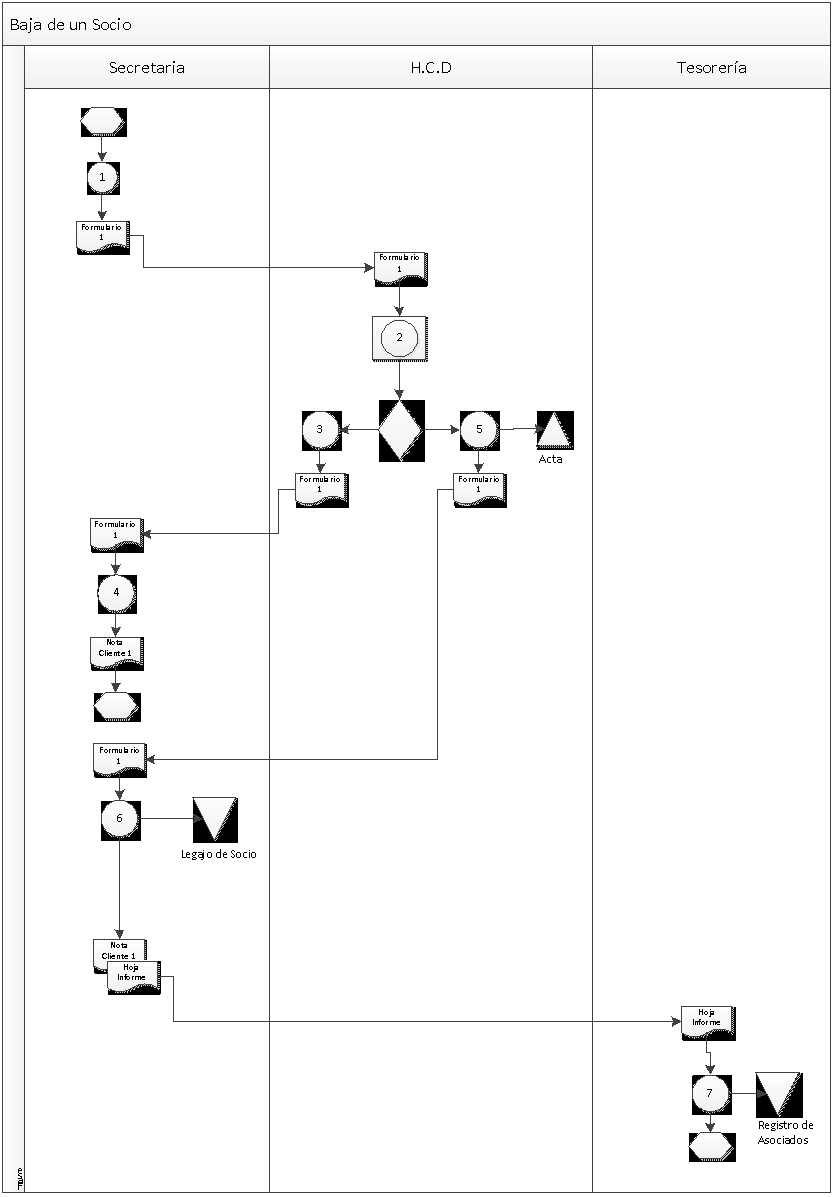 Baja de un Socio
Secretaria
H.C.D
Tesorería
1
Formulario
1
Formulario
1
2
3
5
Acta
Formulario
1
Formulario
1
Formulario
1
4
Nota
Cliente 1
Formulario
1
6
Legajo de Socio
Nota
Cliente 1
Hoja
Informe
Hoja
Informe
7
Registro de
Asociados